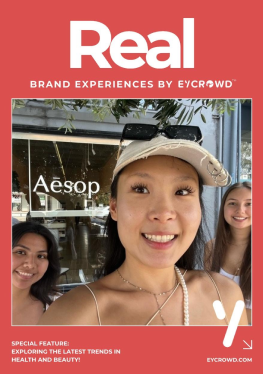 Real
BRAND EXPERIENCES BY EYCROWD™
Aēsop
y
SPECIAL FEATURE:
EXPLORING THE LATEST TRENDS IN
HEALTH AND BEAUTY!
EYCROWD.COM